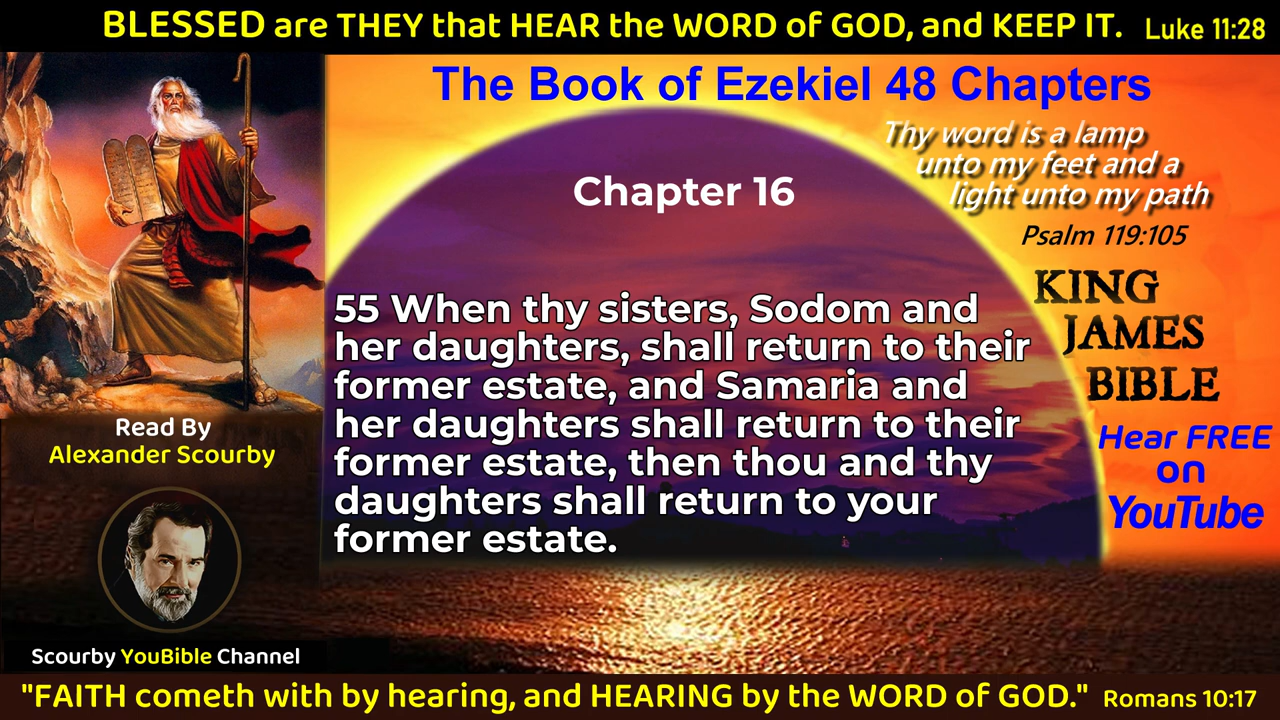 BLESSED are THEY that HEAR the WORD of GOD, and KEEP IT. Luke 11:28
The Book of Ezekiel 48 Chapters
Thy word is a lamp
unto my feet and a
light unto my path
Psalm 119:105
Chapter 16
KING
JAMES
BIBLE
55 When thy sisters, Sodom and
her daughters, shall return to their
former estate, and Samaria and
her daughters shall return to their
former estate, then thou and thy
daughters shall return to your
former estate.
Hear FREE
on
YouTube
Read By
Alexander Scourby
Scourby YouBible Channel
"FAITH cometh with by hearing, and HEARING by the WORD of GOD." Romans 10:17